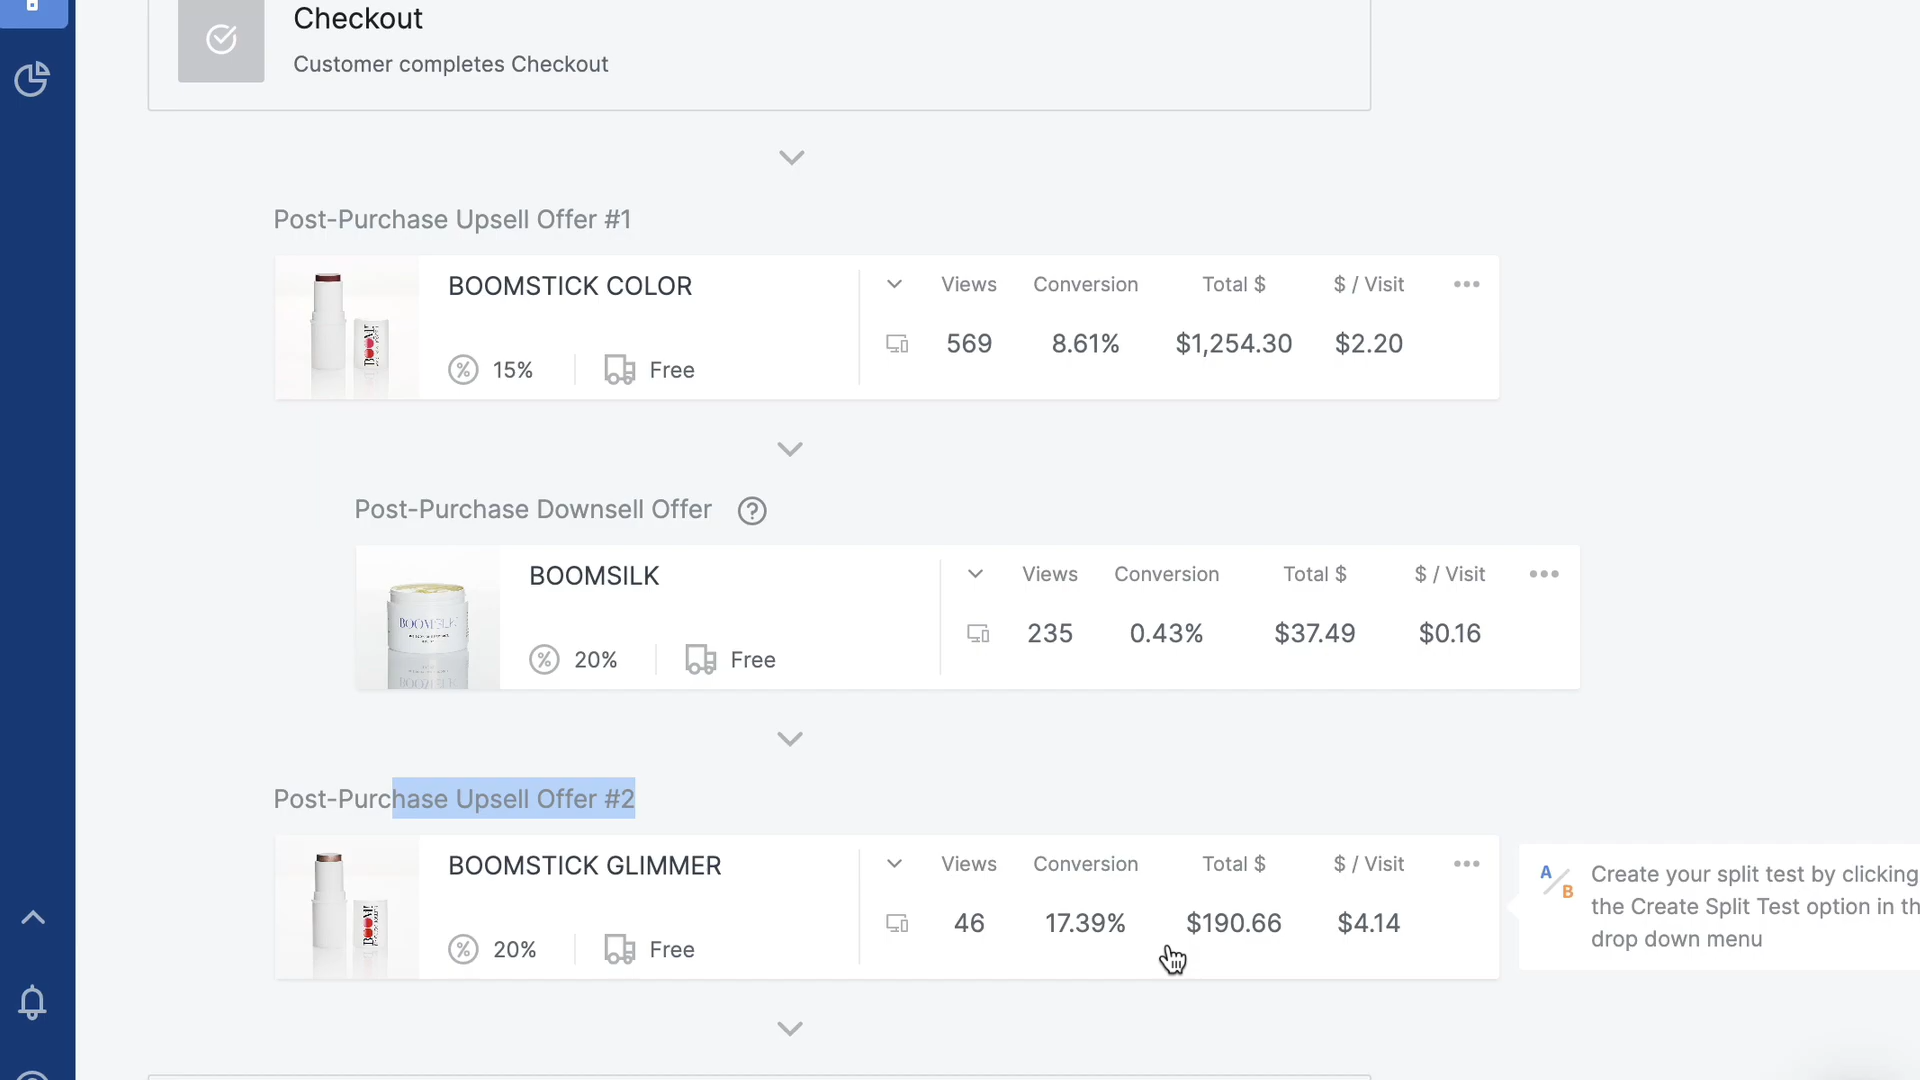 Checkout
Customer completes Checkout
Post-Purchase Upsell Offer #1
BOOMSTICK COLOR
Views Conversion Total $ $ / Visit
569 8.61% $1,254.30 $2.20
15% Free
BOOM!
Post-Purchase Downsell Offer ?
BOOMSILK
Views Conversion Total $ $ / Visit
235 0.43% $37.49 $0.16
20% Free
BOOMSILK
Post-Purchase Upsell Offer #2
BOOMSTICK GLIMMER
Views Conversion Total $ $ / Visit
46 17.39% $190.66 $4.14
20% Free
BOOM!
A/B Create your split test by clicking
the Create Split Test option in th
drop down menu